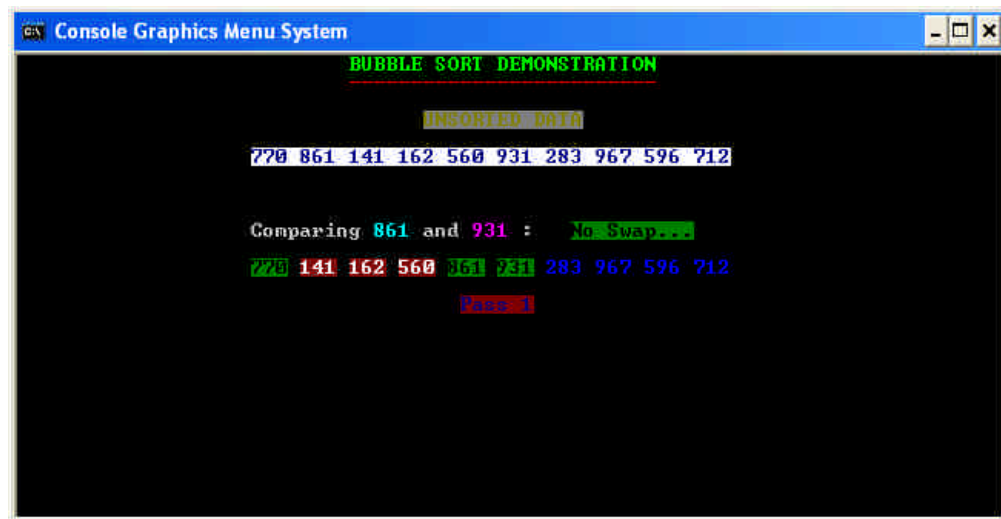 Console Graphics Menu System
BUBBLE SORT DEMONSTRATION
UNSORTED DATA
770 861 141 162 560 931 283 967 596 712
Comparing 861 and 931 : No Swap...
770 141 162 560 861 931 283 967 596 712
Pass 1